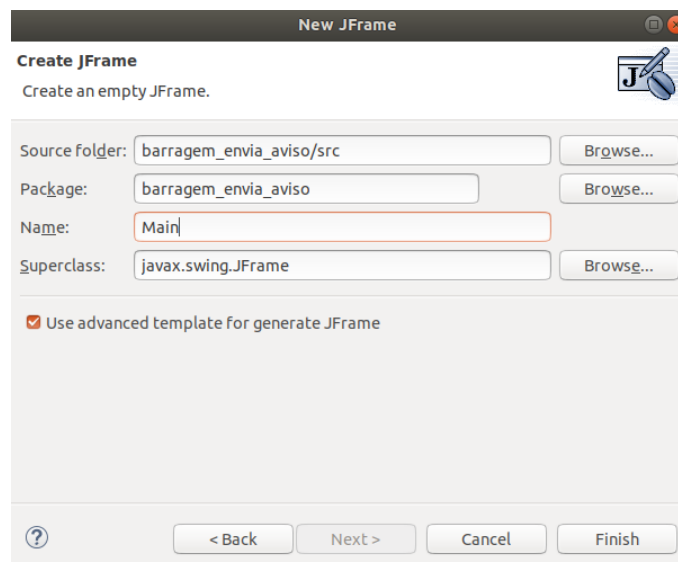 New JFrame
Create JFrame
Create an empty JFrame.
J
Source folder: barragem_envia_aviso/src Browse...
Package: barragem_envia_aviso Browse...
Name: Main
Superclass: javax.swing.JFrame Browse...
Use advanced template for generate JFrame
? < Back Next > Cancel Finish